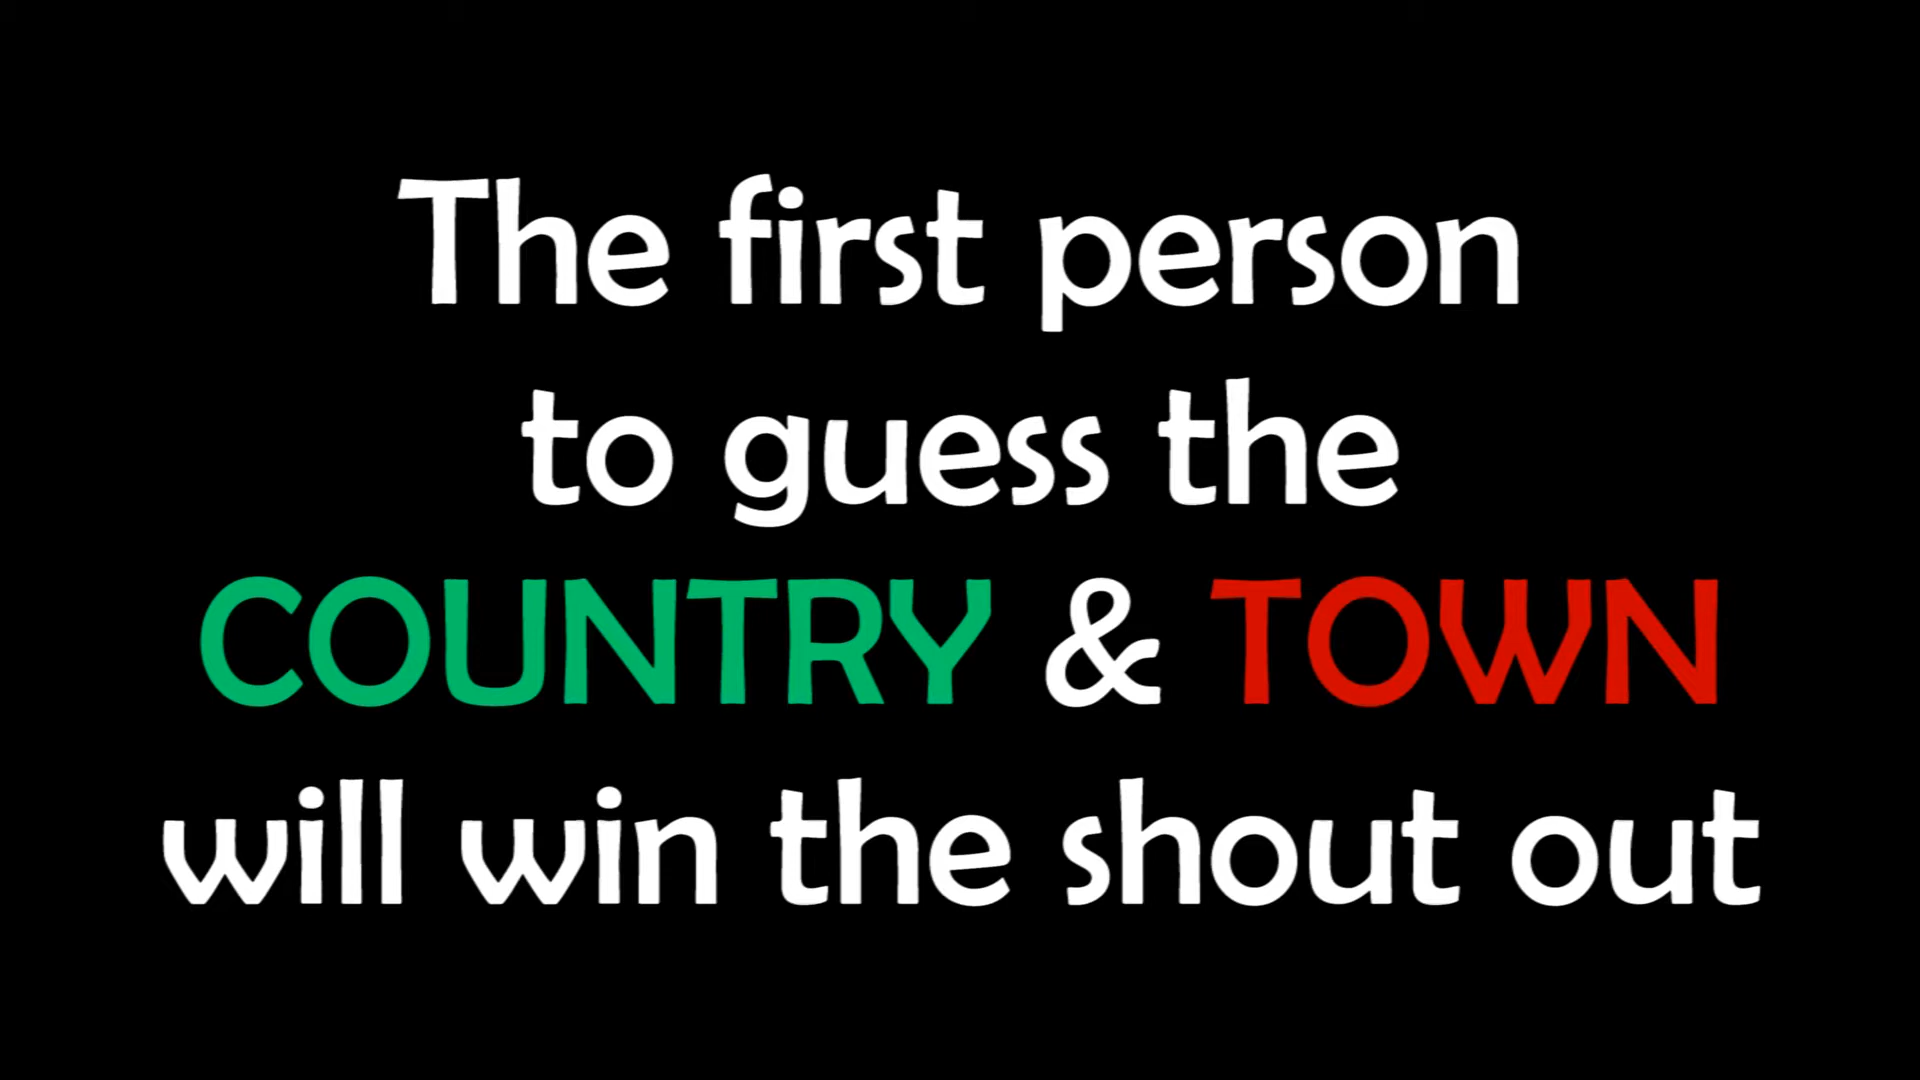 The first person
to guess the
COUNTRY & TOWN
will win the shout out